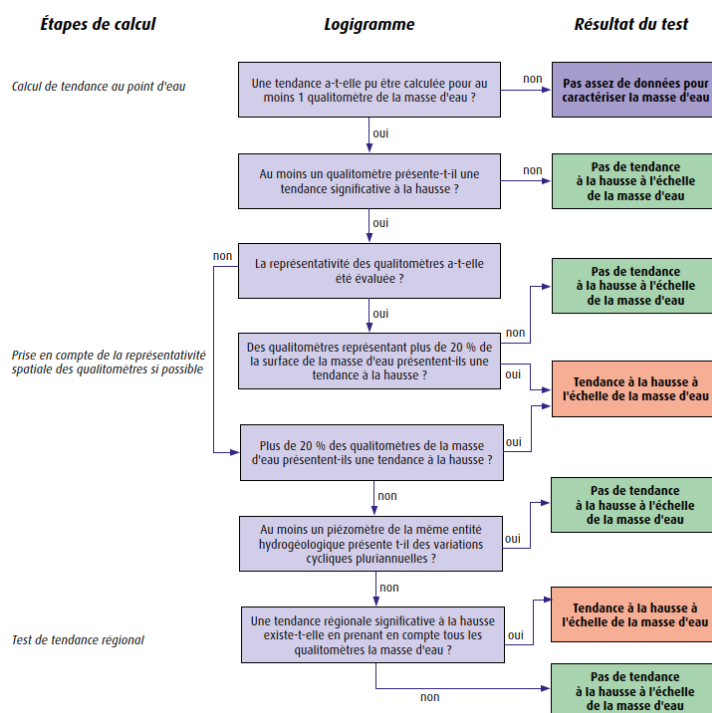 Étapes de calcul
Logigramme
Résultat du test
Calcul de tendance au point d'eau
Une tendance a-t-elle pu être calculée pour au
moins 1 qualitomètre de la masse d'eau ?
non
Pas assez de données pour
caractériser la masse d'eau
oui
Au moins un qualitomètre présente-t-il une
tendance significative à la hausse ?
non
Pas de tendance
à la hausse à l'échelle
de la masse d'eau
oui
non
La représentativité des qualitomètres a-t-elle
été évaluée ?
Pas de tendance
à la hausse à l'échelle
de la masse d'eau
oui
non
Prise en compte de la représentativité
spatiale des qualitomètres si possible
Des qualitomètres représentant plus de 20 % de
la surface de la masse d'eau présentent-ils une
tendance à la hausse ?
oui
Tendance à la hausse à
l'échelle de la masse d'eau
Plus de 20 % des qualitomètres de la masse
d'eau présentent-ils une tendance à la hausse ?
oui
non
Au moins un piézomètre de la même entité
hydrogéologique présente t-il des variations
cycliques pluriannuelles ?
oui
Pas de tendance
à la hausse à l'échelle
de la masse d'eau
non
Test de tendance régional
Une tendance régionale significative à la hausse
existe-t-elle en prenant en compte tous les
qualitomètres la masse d'eau ?
oui
Tendance à la hausse à
l'échelle de la masse d'eau
non
Pas de tendance
à la hausse à l'échelle
de la masse d'eau